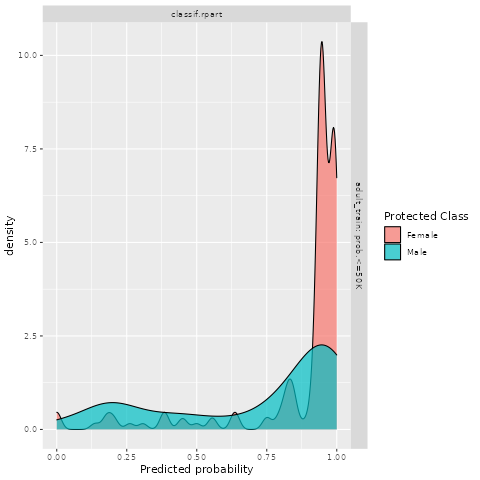 classif.rpart
10.0
7.5
5.0
2.5
0.0
density
0.00
0.25
0.50
0.75
1.00
Predicted probability
adult_train: prob.<=50K
Protected Class
Female
Male